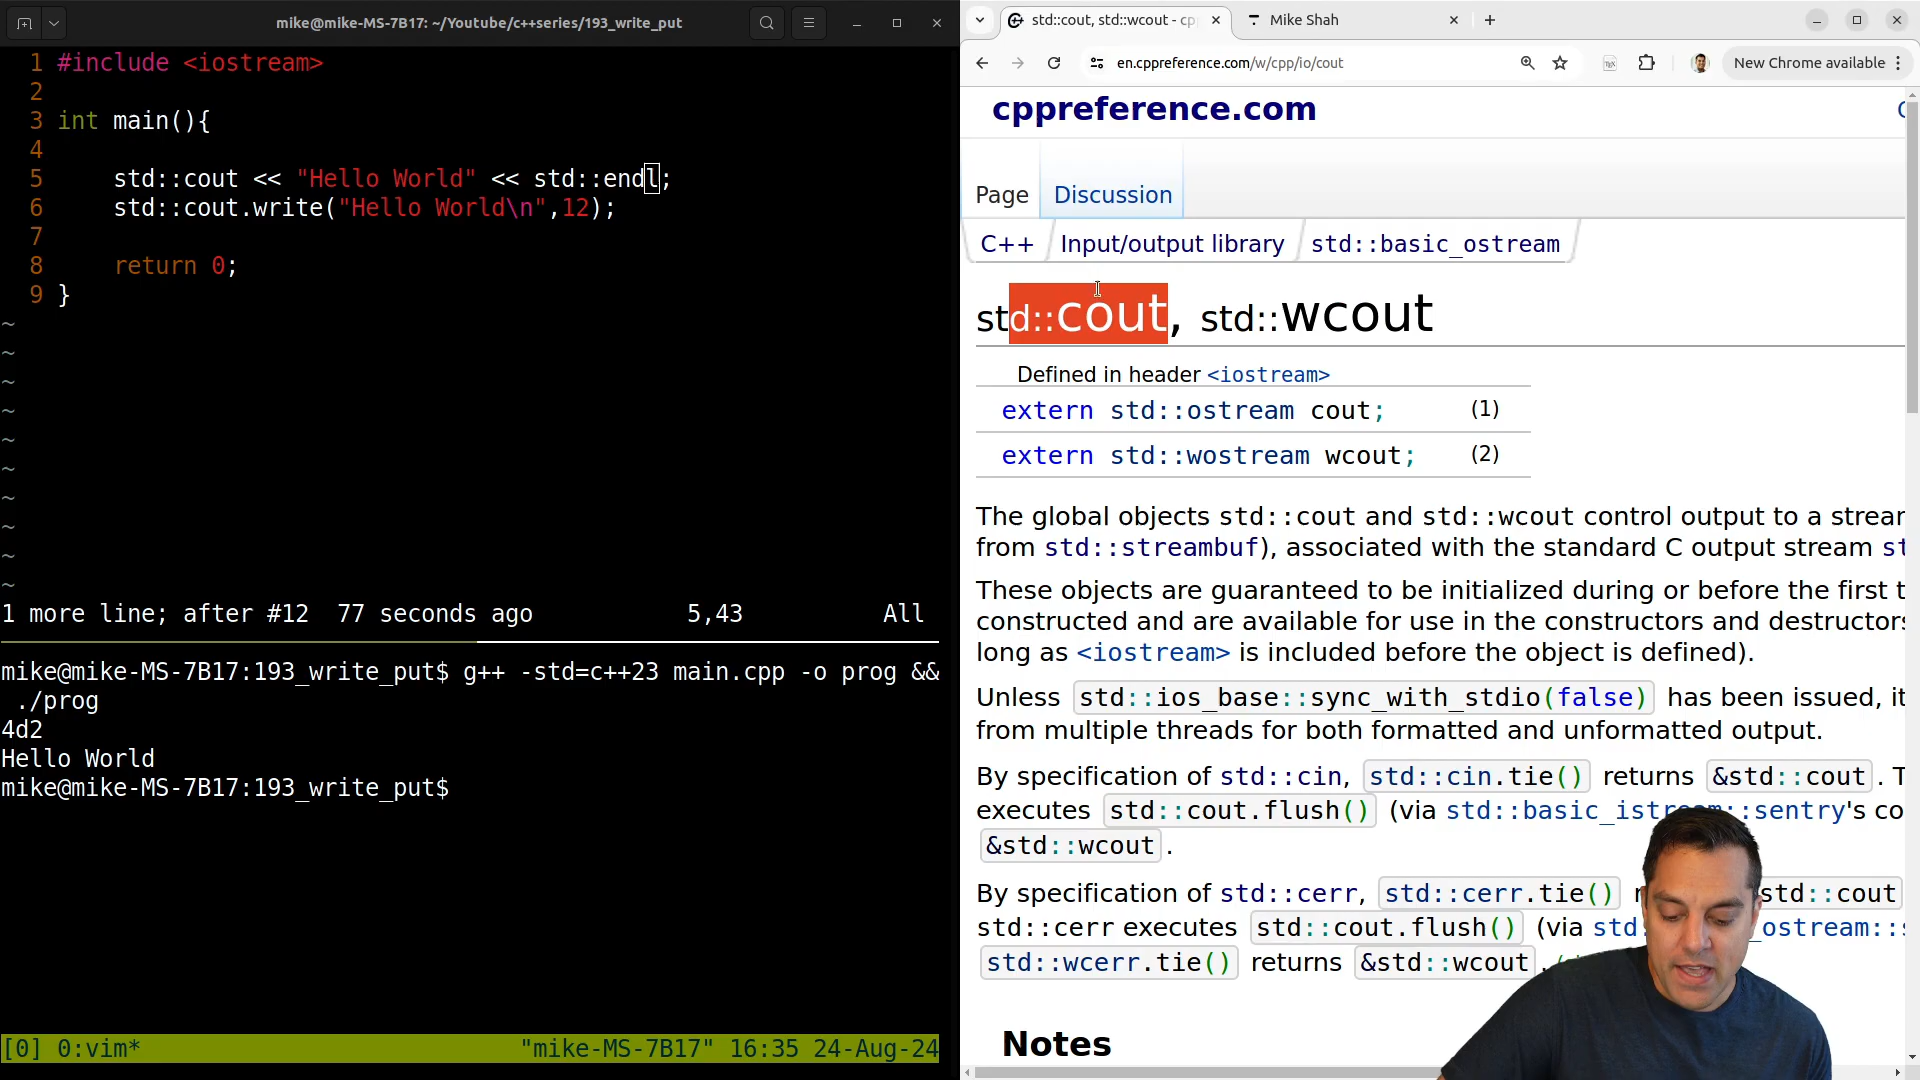 mike@mike-MS-7B17: ~/Youtube/c++series/193_write_put
1 #include <iostream>
2
3 int main(){
4
5     std::cout << "Hello World" << std::endl;
6     std::cout.write("Hello World\n",12);
7
8     return 0;
9 }
~
~
~
~
~
~
~
~
~
~
1 more line; after #12  77 seconds ago 5,43 All
mike@mike-MS-7B17:193_write_put$ g++ -std=c++23 main.cpp -o prog &&
./prog
4d2
Hello World
mike@mike-MS-7B17:193_write_put$
[0] 0:vim* "mike-MS-7B17" 16:35 24-Aug-24
std::cout, std::wcout - cp
Mike Shah
en.cppreference.com/w/cpp/io/cout
New Chrome available
cppreference.com
Page Discussion
C++ Input/output library std::basic_ostream
std::cout, std::wcout
Defined in header <iostream>
extern std::ostream cout; (1)
extern std::wostream wcout; (2)
The global objects std::cout and std::wcout control output to a strear
from std::streambuf), associated with the standard C output stream st
These objects are guaranteed to be initialized during or before the first t
constructed and are available for use in the constructors and destructors
long as <iostream> is included before the object is defined).
Unless std::ios_base::sync_with_stdio(false) has been issued, it
from multiple threads for both formatted and unformatted output.
By specification of std::cin, std::cin.tie() returns &std::cout. T
executes std::cout.flush() (via std::basic_istream::sentry's co
&std::wcout.
By specification of std::cerr, std::cerr.tie() std::cout
std::cerr executes std::cout.flush() (via std: _ostream::s
std::wcerr.tie() returns &std::wcout.
Notes